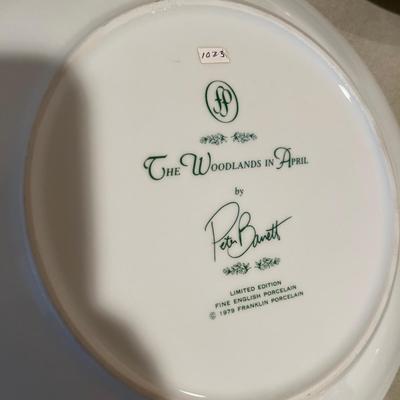 1023
fp
THE WOODLANDS IN APRIL
by
Peter Barrett
LIMITED EDITION
FINE ENGLISH PORCELAIN
© 1979 FRANKLIN PORCELAIN